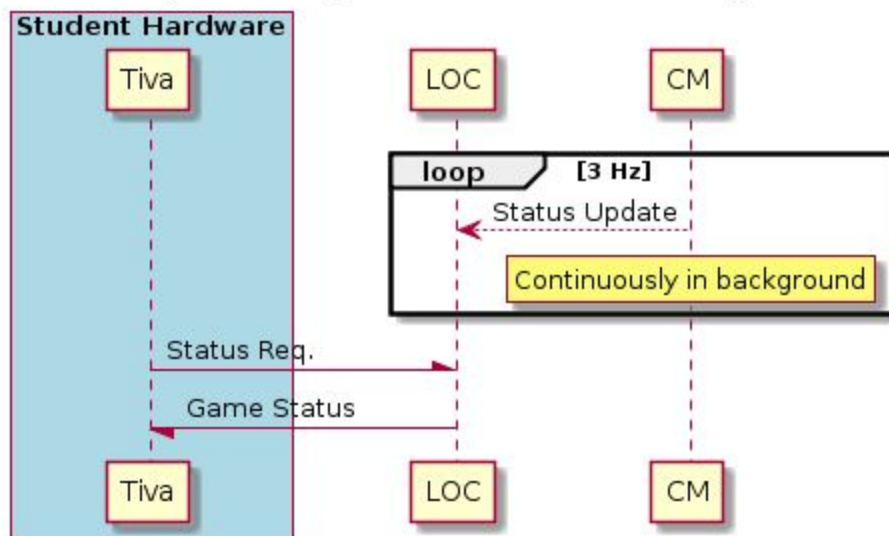 Student Hardware
Tiva
LOC
CM
loop
[3 Hz]
Status Update
Continuously in background
Status Req.
Game Status
Tiva
LOC
CM